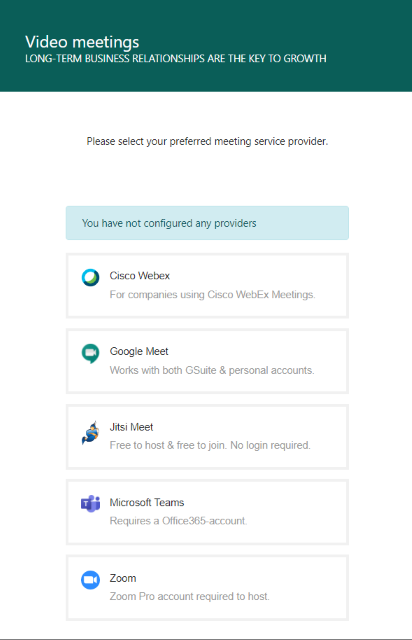 Video meetings
LONG-TERM BUSINESS RELATIONSHIPS ARE THE KEY TO GROWTH
Please select your preferred meeting service provider.
You have not configured any providers
Cisco Webex
For companies using Cisco WebEx Meetings.
Google Meet
Works with both GSuite & personal accounts.
Jitsi Meet
Free to host & free to join. No login required.
Microsoft Teams
Requires a Office365-account.
Zoom
Zoom Pro account required to host.